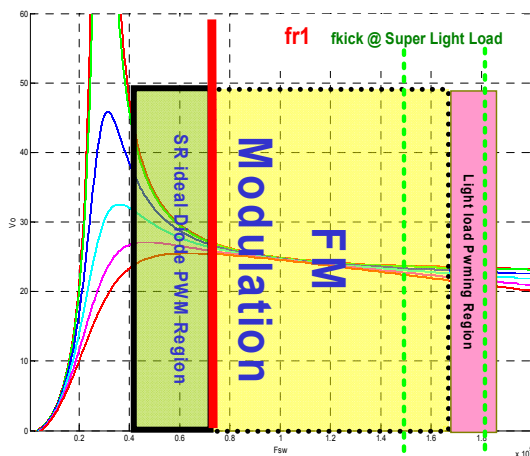 fr1
fkick @ Super Light Load
60
50
40
30
20
10
0
Vo
SR ideal Diode PWM Region
FM
Modulation
Light load Pwming Region
0.2
0.4
0.6
0.8
1
1.2
1.4
1.6
1.8
Fsw